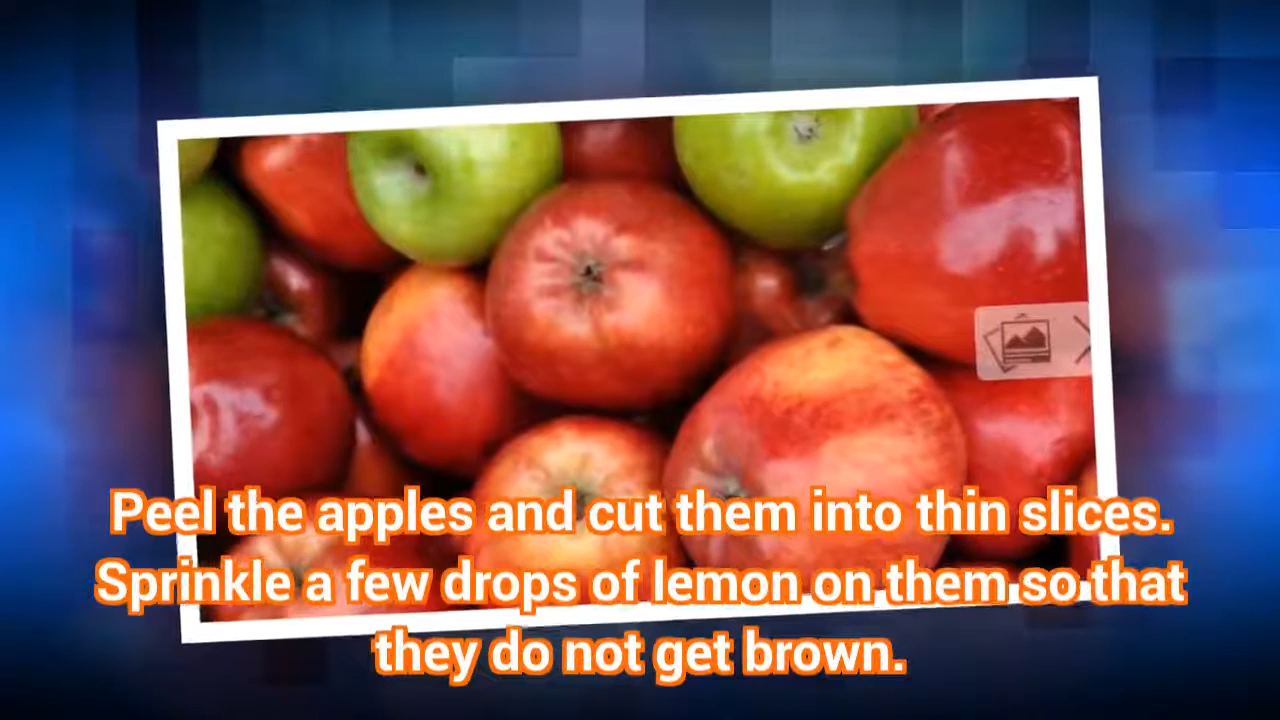 Peel the apples and cut them into thin slices.
Sprinkle a few drops of lemon on them so that
they do not get brown.